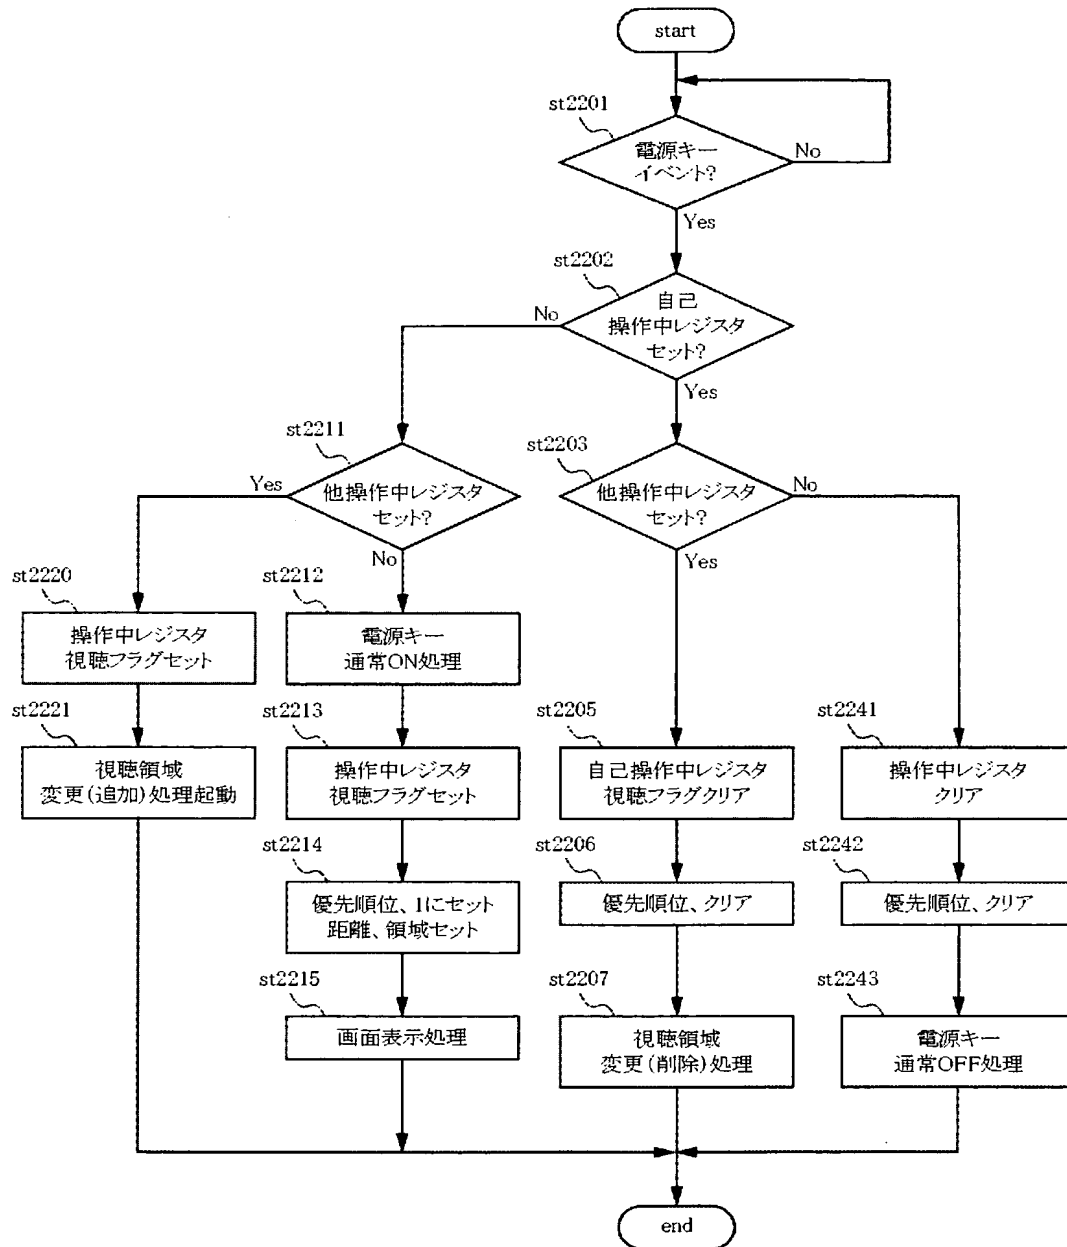 start
st2201
電源キー
イベント?
No
Yes
st2202
自己
操作中レジスタ
セット?
No
Yes
st2211
他操作中レジスタ
セット?
Yes
No
st2203
他操作中レジスタ
セット?
No
Yes
st2220
操作中レジスタ
視聴フラグセット
st2212
電源キー
通常ON処理
st2221
視聴領域
変更(追加)処理起動
st2213
操作中レジスタ
視聴フラグセット
st2205
自己操作中レジスタ
視聴フラグクリア
st2241
操作中レジスタ
クリア
st2214
優先順位、1にセット
距離、領域セット
st2206
優先順位、クリア
st2242
優先順位、クリア
st2215
画面表示処理
st2207
視聴領域
変更(削除)処理
st2243
電源キー
通常OFF処理
end